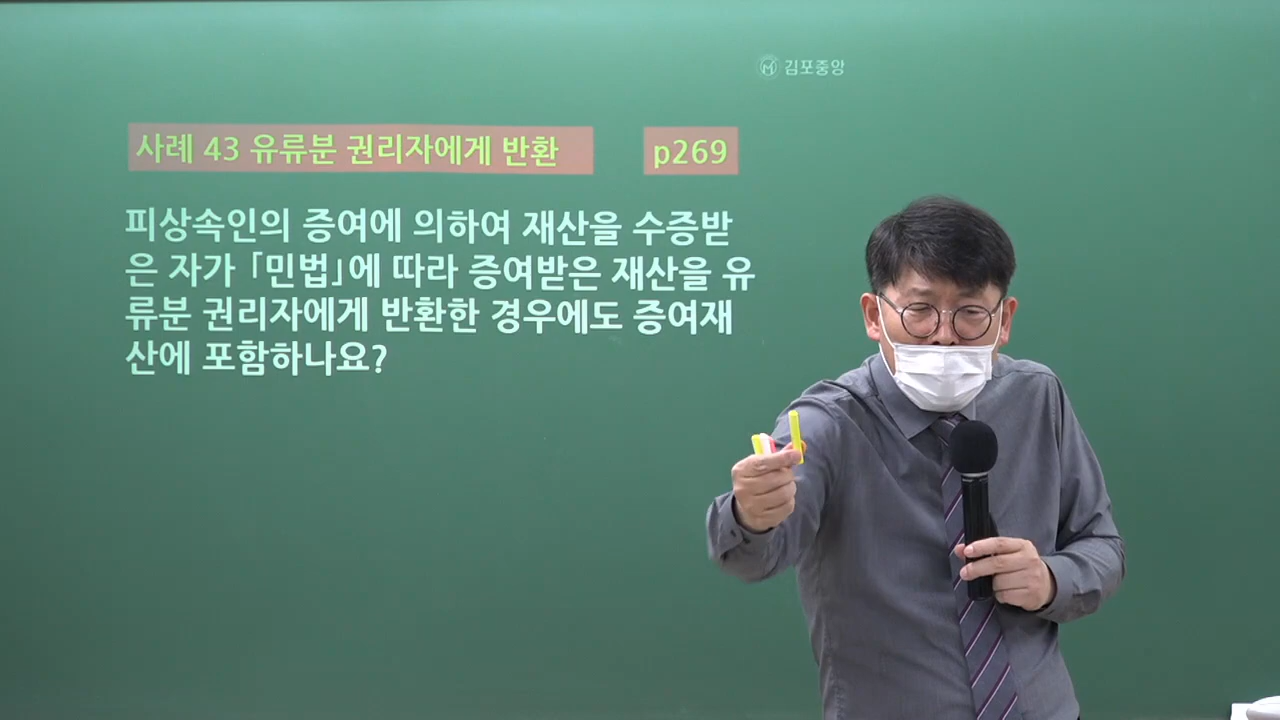 김포중앙
사례 43 유류분 권리자에게 반환 p269
피상속인의 증여에 의하여 재산을 수증받
은 자가 ｢민법｣에 따라 증여받은 재산을 유
류분 권리자에게 반환한 경우에도 증여재
산에 포함하나요?